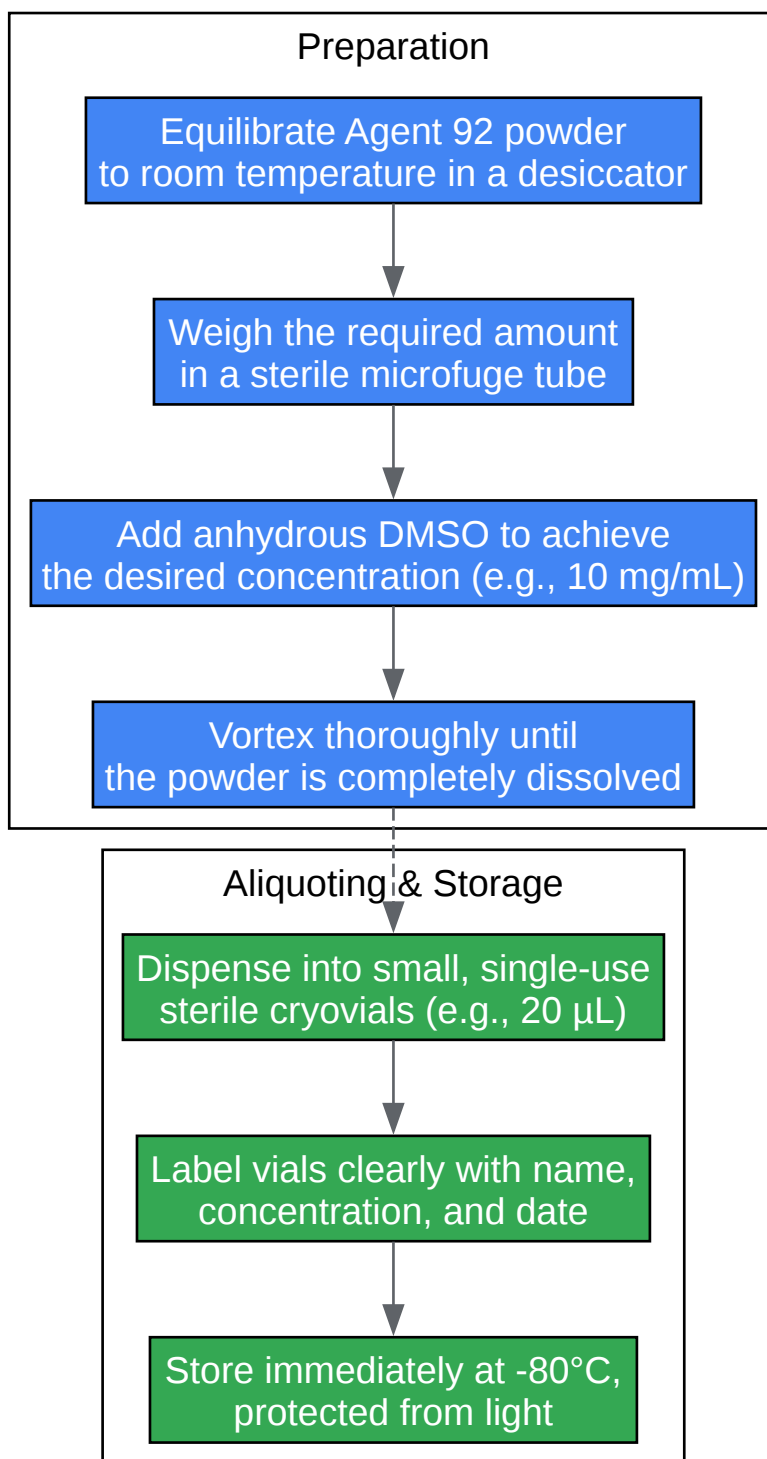 Preparation
Equilibrate Agent 92 powder
to room temperature in a desiccator
Weigh the required amount
in a sterile microfuge tube
Add anhydrous DMSO to achieve
the desired concentration (e.g., 10 mg/mL)
Vortex thoroughly until
the powder is completely dissolved
Aliquoting & Storage
Dispense into small, single-use
sterile cryovials (e.g., 20 µL)
Label vials clearly with name,
concentration, and date
Store immediately at -80°C,
protected from light